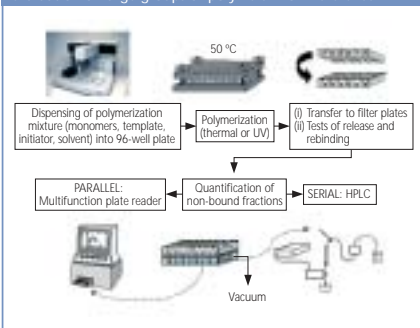 50 ºC
Dispensing of polymerization
mixture (monomers, template,
initiator, solvent) into 96-well plate
Polymerization
(thermal or UV)
(i) Transfer to filter plates
(ii) Tests of release and
rebinding
PARALLEL:
Multifunction plate reader
Quantification of
non-bound fractions
SERIAL: HPLC
Vacuum